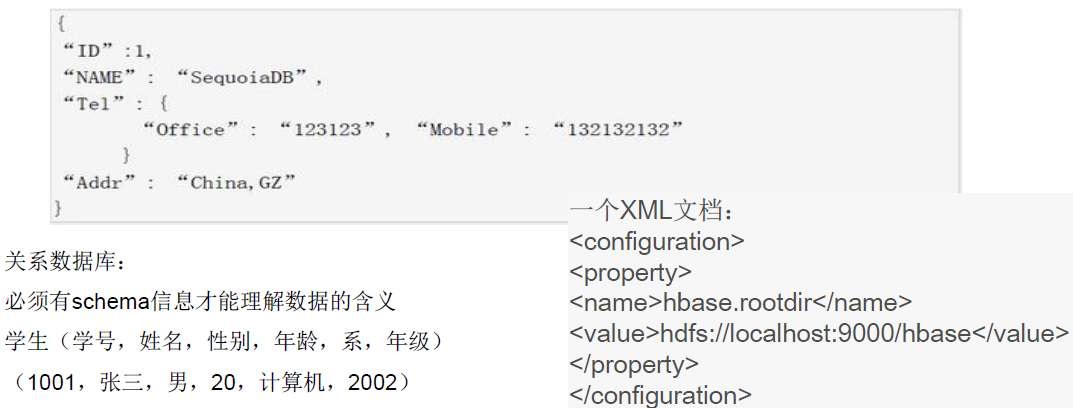 {
“ID” :1,
“NAME” : “SequoiaDB” ,
“Tel” : {
“Office” : “123123” , “Mobile” : “132132132”
}
“Addr” : “China,GZ”
}
一个XML文档：
<configuration>
<property>
<name>hbase.rootdir</name>
<value>hdfs://localhost:9000/hbase</value>
</property>
</configuration>
关系数据库：
必须有schema信息才能理解数据的含义
学生（学号，姓名，性别，年龄，系，年级）
（1001，张三，男，20，计算机，2002）